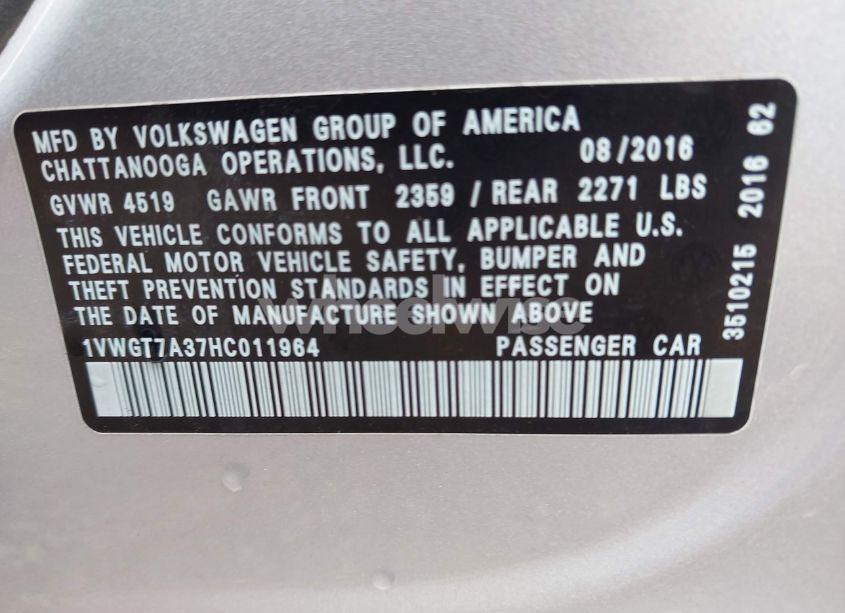 MFD BY VOLKSWAGEN GROUP OF AMERICA
CHATTANOOGA OPERATIONS, LLC. 08/2016
GVWR 4519 GAWR FRONT 2359 / REAR 2271 LBS
THIS VEHICLE CONFORMS TO ALL APPLICABLE U.S.
FEDERAL MOTOR VEHICLE SAFETY, BUMPER AND
THEFT PREVENTION STANDARDS IN EFFECT ON
THE DATE OF MANUFACTURE SHOWN ABOVE
1VWGT7A37HC011964 PASSENGER CAR
3510215 2016 62
wheelwise